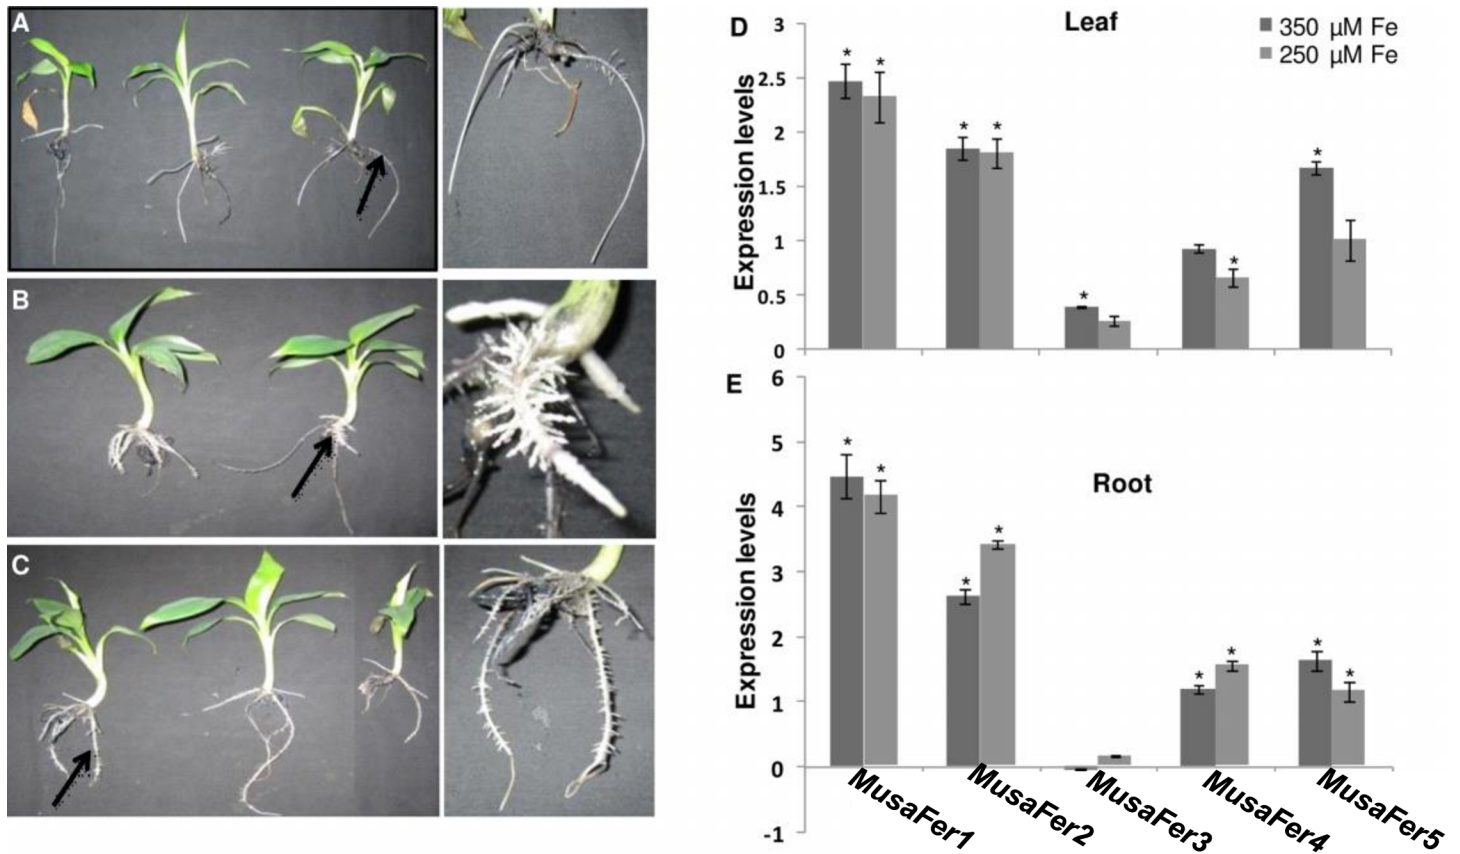 A
B
C
D
Leaf
350 µM Fe
250 µM Fe
Expression levels
3
2.5
2
1.5
1
0.5
0
* * * * * * *
E
Root
Expression levels
6
5
4
3
2
1
0
-1
* * * * * * * *
MusaFer1
MusaFer2
MusaFer3
MusaFer4
MusaFer5